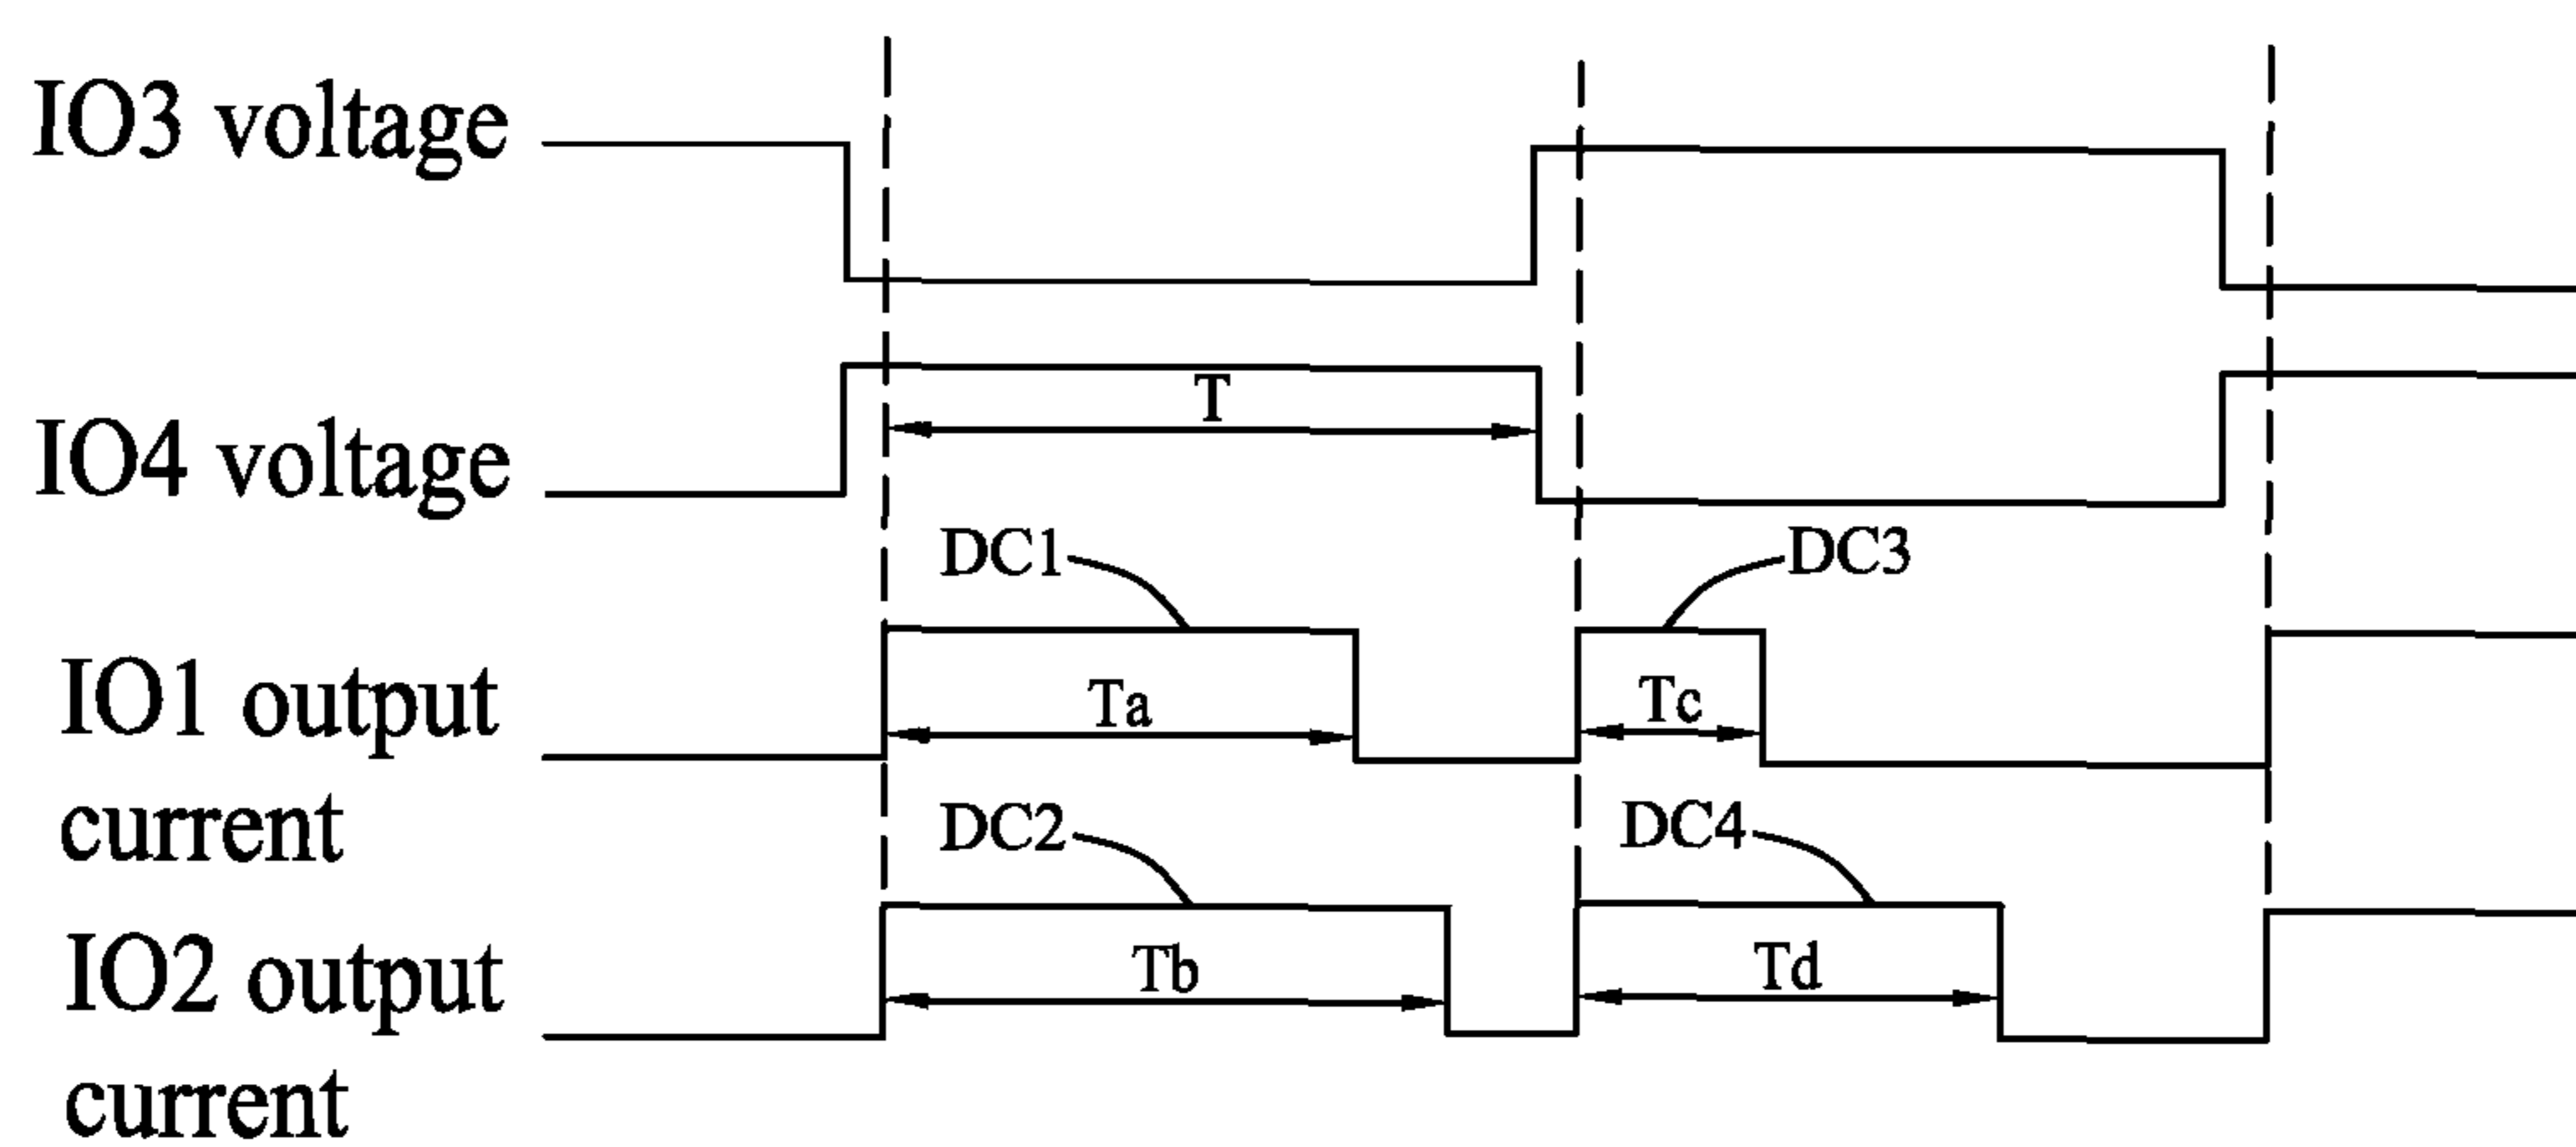 IO3 voltage
IO4 voltage
T
DC1
DC3
IO1 output
current
Ta
Tc
DC2
DC4
IO2 output
current
Tb
Td